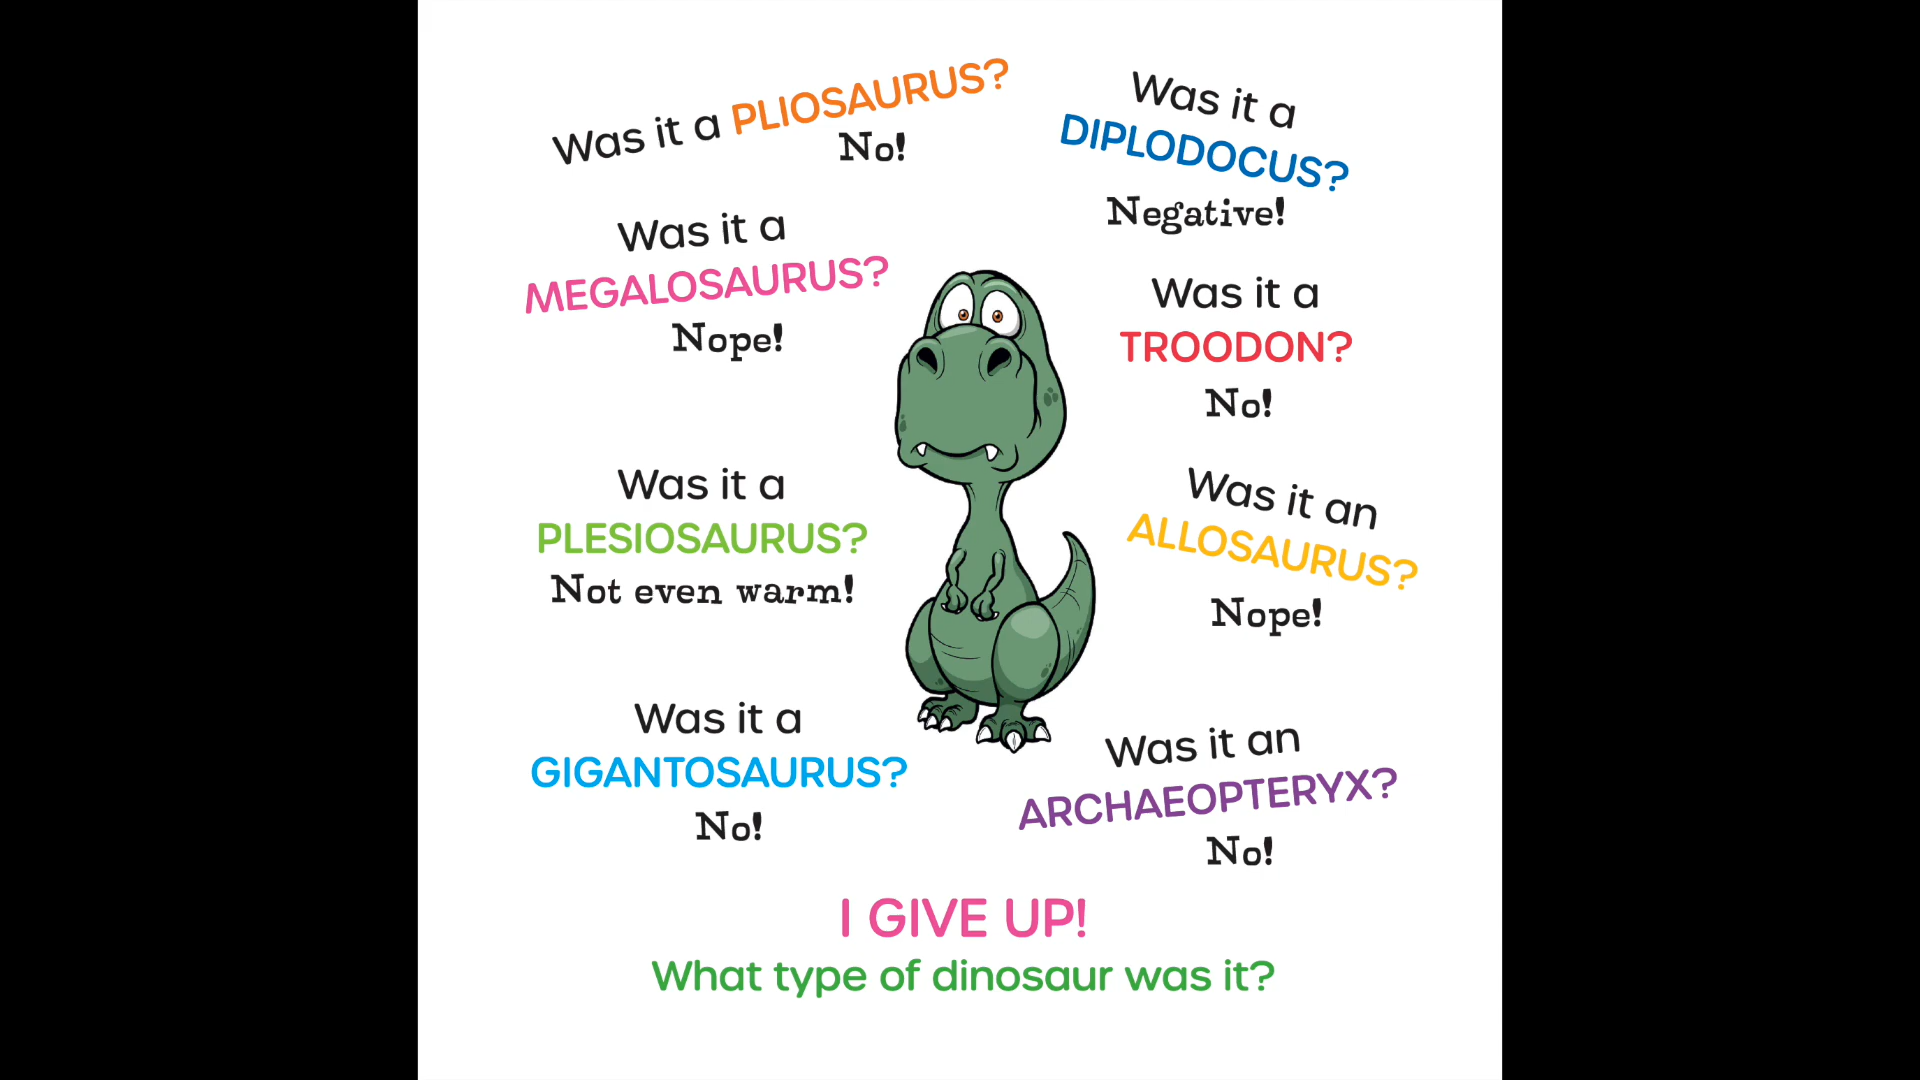 Was it a PLIOSAURUS?
No!
Was it a
DIPLODOCUS?
Negative!
Was it a
MEGALOSAURUS?
Nope!
Was it a
TROODON?
No!
Was it a
PLESIOSAURUS?
Not even warm!
Was it an
ALLOSAURUS?
Nope!
Was it a
GIGANTOSAURUS?
No!
Was it an
ARCHAEOPTERYX?
No!
I GIVE UP!
What type of dinosaur was it?